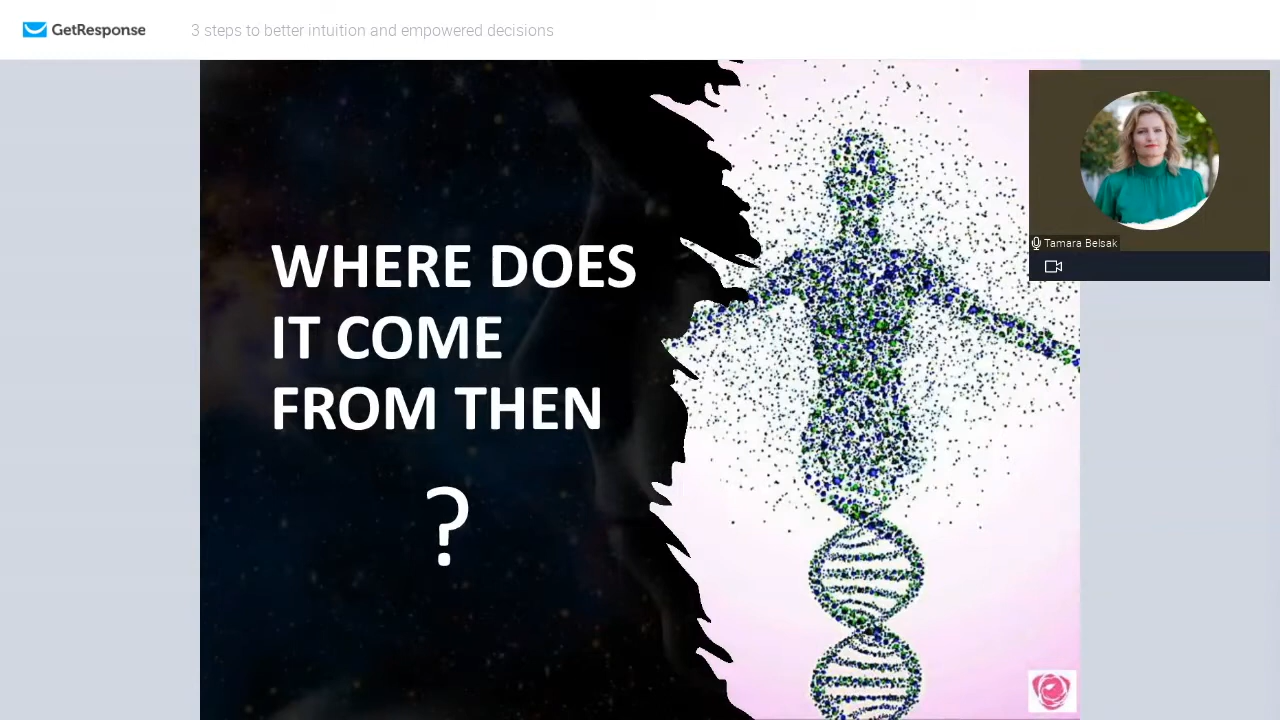 GetResponse
3 steps to better intuition and empowered decisions
WHERE DOES
IT COME
FROM THEN
?
Tamara Belsak